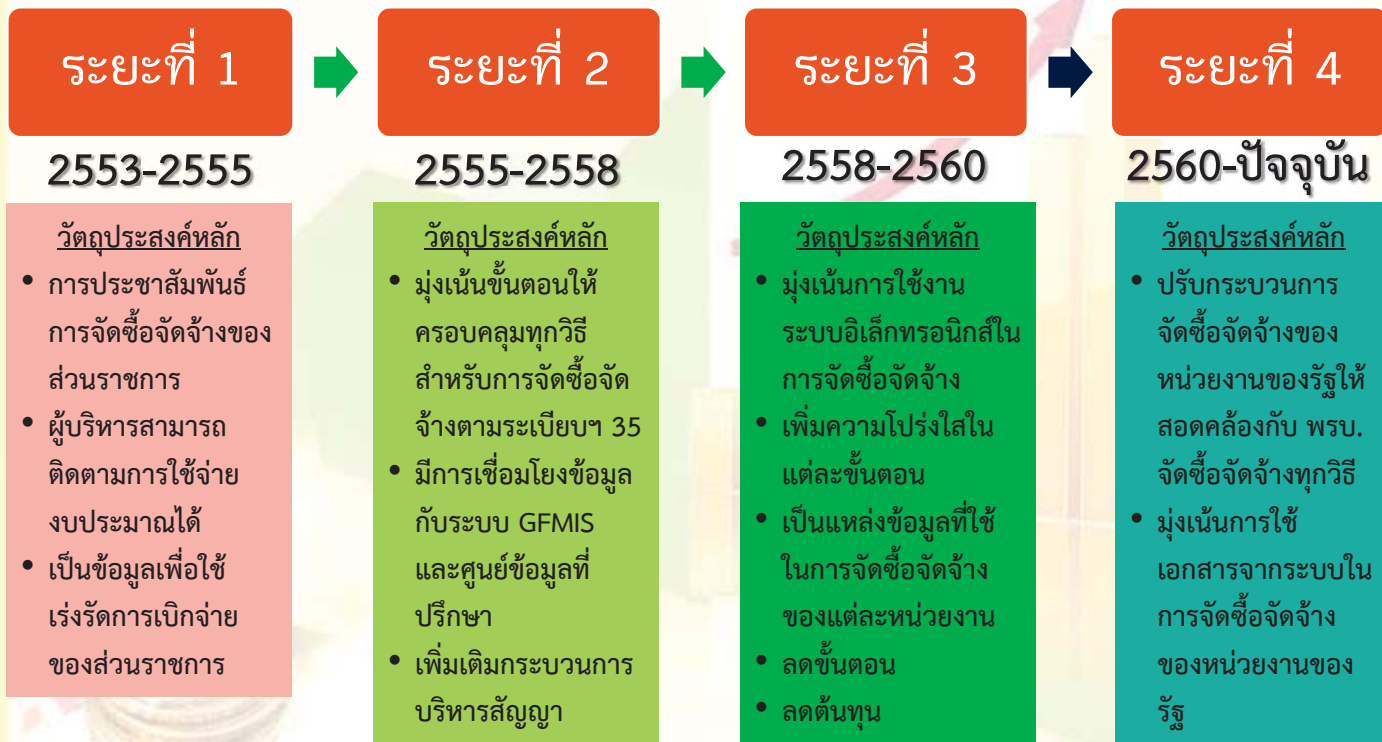 ระยะที่ 1
2553-2555
วัตถุประสงค์หลัก
• การประชาสัมพันธ์
การจัดซื้อจัดจ้างของ
ส่วนราชการ
• ผู้บริหารสามารถ
ติดตามการใช้จ่าย
งบประมาณได้
• เป็นข้อมูลเพื่อใช้
เร่งรัดการเบิกจ่าย
ของส่วนราชการ
ระยะที่ 2
2555-2558
วัตถุประสงค์หลัก
• มุ่งเน้นขั้นตอนให้
ครอบคลุมทุกวิธี
สำหรับการจัดซื้อจัด
จ้างตามระเบียบฯ 35
• มีการเชื่อมโยงข้อมูล
กับระบบ GFMIS
และศูนย์ข้อมูลที่
ปรึกษา
• เพิ่มเติมกระบวนการ
บริหารสัญญา
ระยะที่ 3
2558-2560
วัตถุประสงค์หลัก
• มุ่งเน้นการใช้งาน
ระบบอิเล็กทรอนิกส์ใน
การจัดซื้อจัดจ้าง
• เพิ่มความโปร่งใสใน
แต่ละขั้นตอน
• เป็นแหล่งข้อมูลที่ใช้
ในการจัดซื้อจัดจ้าง
ของแต่ละหน่วยงาน
• ลดขั้นตอน
• ลดต้นทุน
ระยะที่ 4
2560-ปัจจุบัน
วัตถุประสงค์หลัก
• ปรับกระบวนการ
จัดซื้อจัดจ้างของ
หน่วยงานของรัฐให้
สอดคล้องกับ พรบ.
จัดซื้อจัดจ้างทุกวิธี
• มุ่งเน้นการใช้
เอกสารจากระบบใน
การจัดซื้อจัดจ้าง
ของหน่วยงานของ
รัฐ